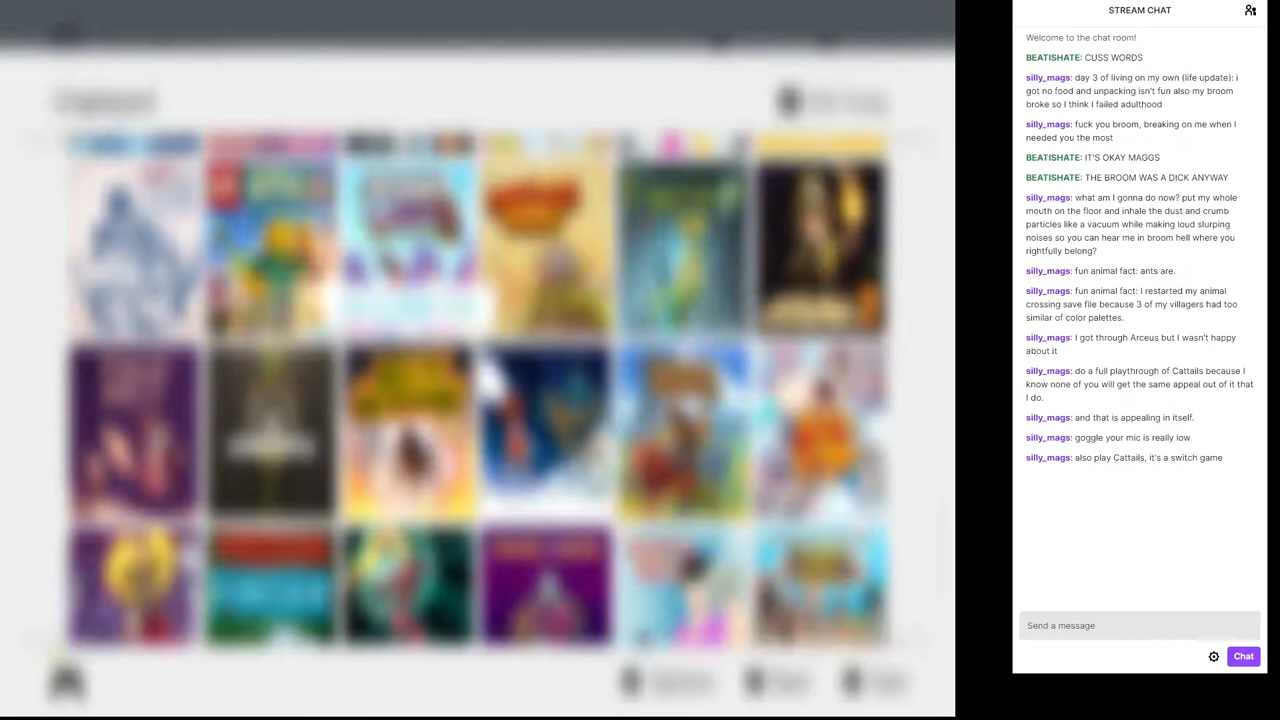 STREAM CHAT
Welcome to the chat room!
BEATISHATE: CUSS WORDS
silly_mags: day 3 of living on my own (life update): i
got no food and unpacking isn't fun also my broom
broke so I think I failed adulthood
silly_mags: fuck you broom, breaking on me when I
needed you the most
BEATISHATE: IT'S OKAY MAGGS
BEATISHATE: THE BROOM WAS A DICK ANYWAY
silly_mags: what am I gonna do now? put my whole
mouth on the floor and inhale the dust and crumb
particles like a vacuum while making loud slurping
noises so you can hear me in broom hell where you
rightfully belong?
silly_mags: fun animal fact: ants are.
silly_mags: fun animal fact: I restarted my animal
crossing save file because 3 of my villagers had too
similar of color palettes.
silly_mags: I got through Arceus but I wasn't happy
about it
silly_mags: do a full playthrough of Cattails because I
know none of you will get the same appeal out of it that
I do.
silly_mags: and that is appealing in itself.
silly_mags: goggle your mic is really low
silly_mags: also play Cattails, it's a switch game
Send a message
Chat